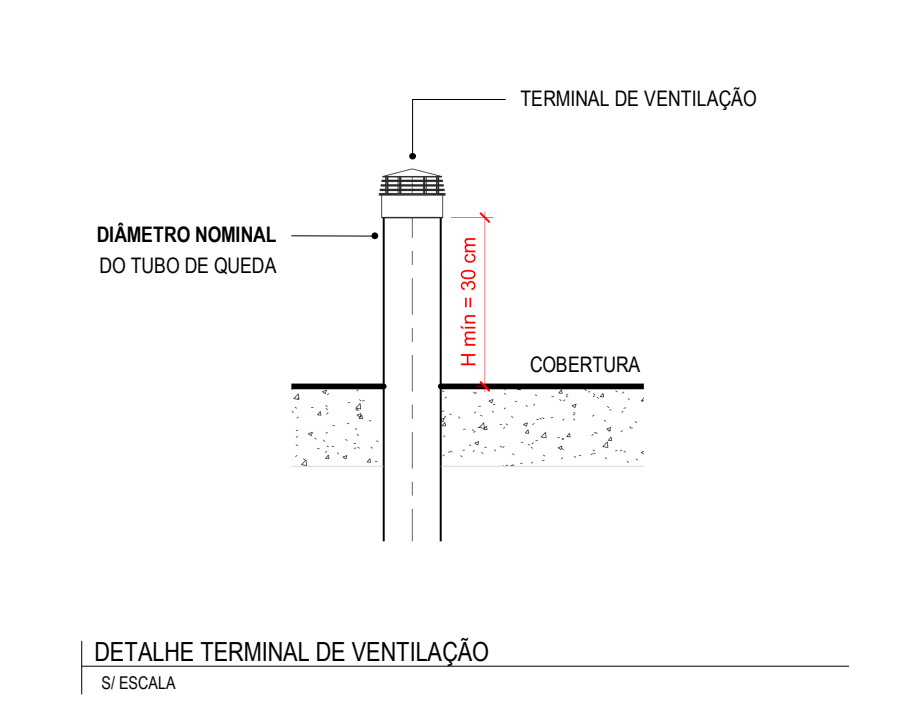 TERMINAL DE VENTILAÇÃO
DIÂMETRO NOMINAL
DO TUBO DE QUEDA
H mín = 30 cm
COBERTURA
DETALHE TERMINAL DE VENTILAÇÃO
S/ ESCALA